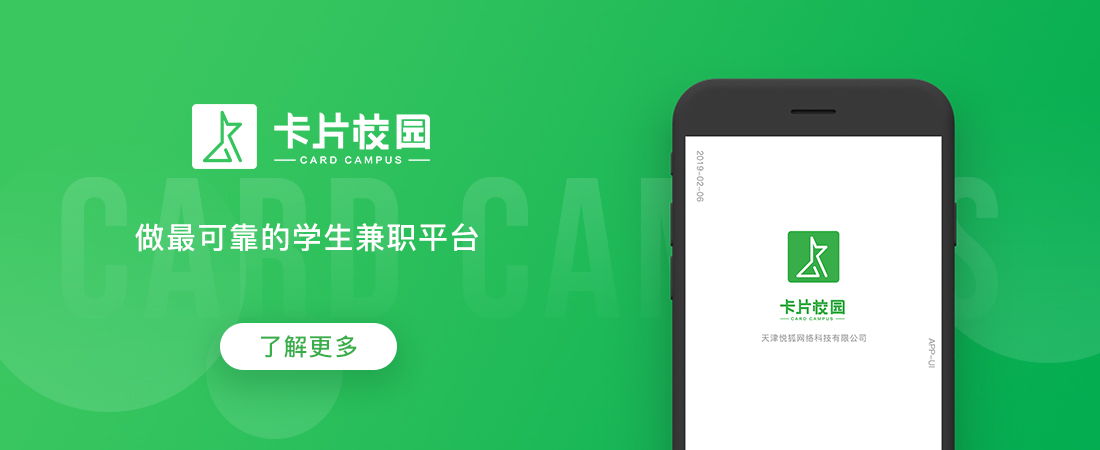 卡片校园
CARD CAMPUS
CARD CAMPUS
做最可靠的学生兼职平台
了解更多
2019-02-06
卡片校园
CARD CAMPUS
天津悦狐网络科技有限公司
APP-UI